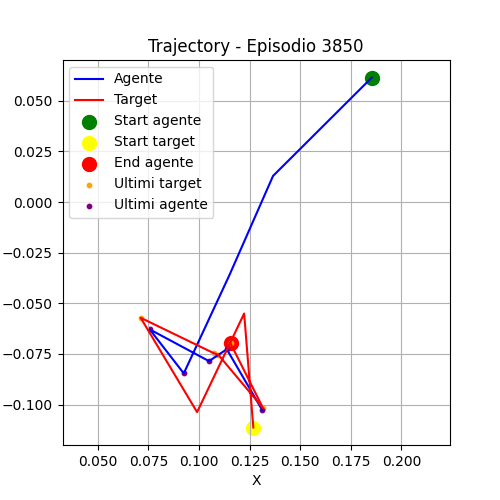 Trajectory - Episodio 3850
Agente
Target
Start agente
Start target
End agente
Ultimi target
Ultimi agente
0.050
0.025
0.000
−0.025
−0.050
−0.075
−0.100
0.050 0.075 0.100 0.125 0.150 0.175 0.200
X